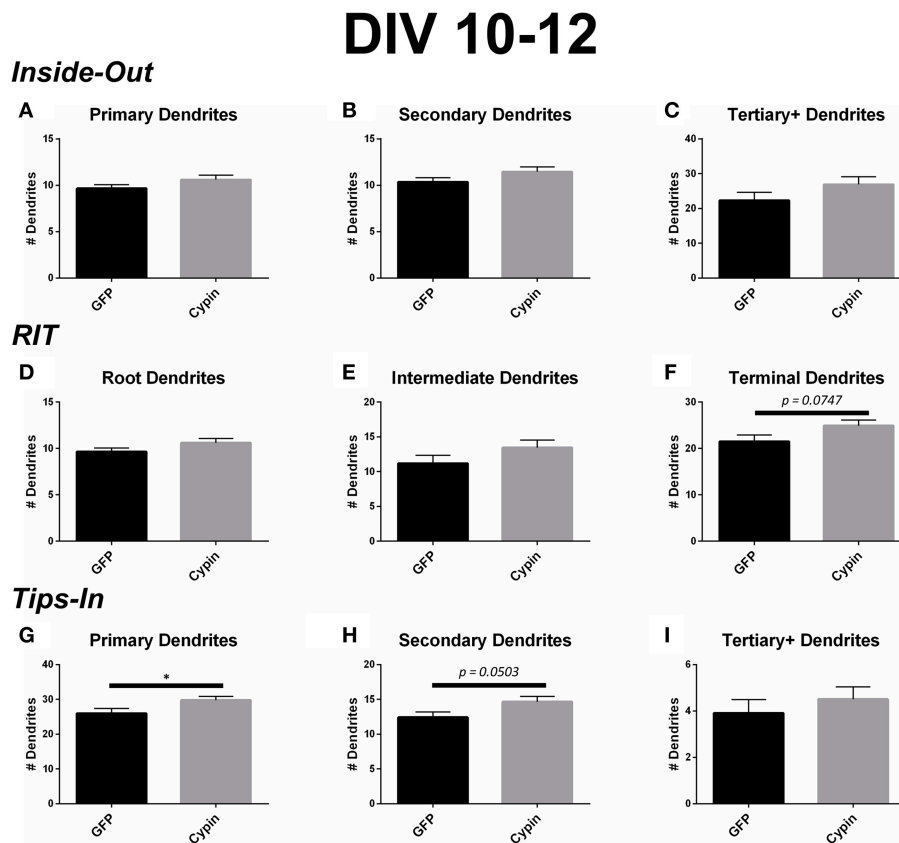 DIV 10-12
Inside-Out
A Primary Dendrites
15
10
5
0
# Dendrites
GFP Cypin
B Secondary Dendrites
15
10
5
0
# Dendrites
GFP Cypin
C Tertiary+ Dendrites
40
30
20
10
0
# Dendrites
GFP Cypin
RIT
D Root Dendrites
15
10
5
0
# Dendrites
GFP Cypin
E Intermediate Dendrites
20
15
10
5
0
# Dendrites
GFP Cypin
F Terminal Dendrites
p = 0.0747
30
20
10
0
# Dendrites
GFP Cypin
Tips-In
G Primary Dendrites
*
40
30
20
10
0
# Dendrites
GFP Cypin
H Secondary Dendrites
p = 0.0503
20
15
10
5
0
# Dendrites
GFP Cypin
I Tertiary+ Dendrites
6
4
2
0
# Dendrites
GFP Cypin